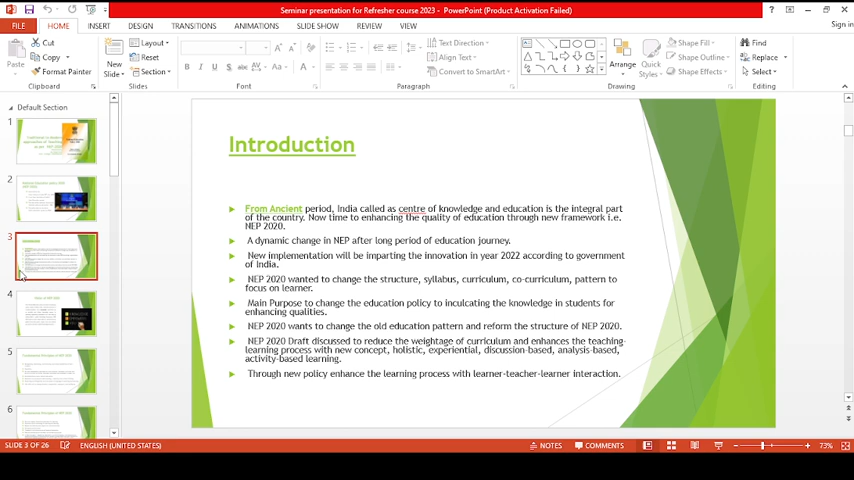 Seminar presentation for Refresher course 2023 - PowerPoint (Product Activation Failed)
FILE HOME INSERT DESIGN TRANSITIONS ANIMATIONS SLIDE SHOW REVIEW VIEW Sign in
Cut
Copy
Format Painter
Paste
Clipboard
New
Slide
Layout
Reset
Section
Slides
Font
Text Direction
Align Text
Convert to SmartArt
Paragraph
Arrange
Quick
Styles
Shape Fill
Shape Outline
Shape Effects
Drawing
Find
Replace
Select
Editing
Default Section
1
2
3
4
5
6
Introduction
From Ancient period, India called as centre of knowledge and education is the integral part
of the country. Now time to enhancing the quality of education through new framework i.e.
NEP 2020.
A dynamic change in NEP after long period of education journey.
New implementation will be imparting the innovation in year 2022 according to government
of India.
NEP 2020 wanted to change the structure, syllabus, curriculum, co-curriculum, pattern to
focus on learner.
Main Purpose to change the education policy to inculcating the knowledge in students for
enhancing qualities.
NEP 2020 wants to change the old education pattern and reform the structure of NEP 2020.
NEP 2020 Draft discussed to reduce the weightage of curriculum and enhances the teaching-
learning process with new concept, holistic, experiential, discussion-based, analysis-based,
activity-based learning.
Through new policy enhance the learning process with learner-teacher-learner interaction.
SLIDE 3 OF 26 ENGLISH (UNITED STATES) NOTES COMMENTS 73%